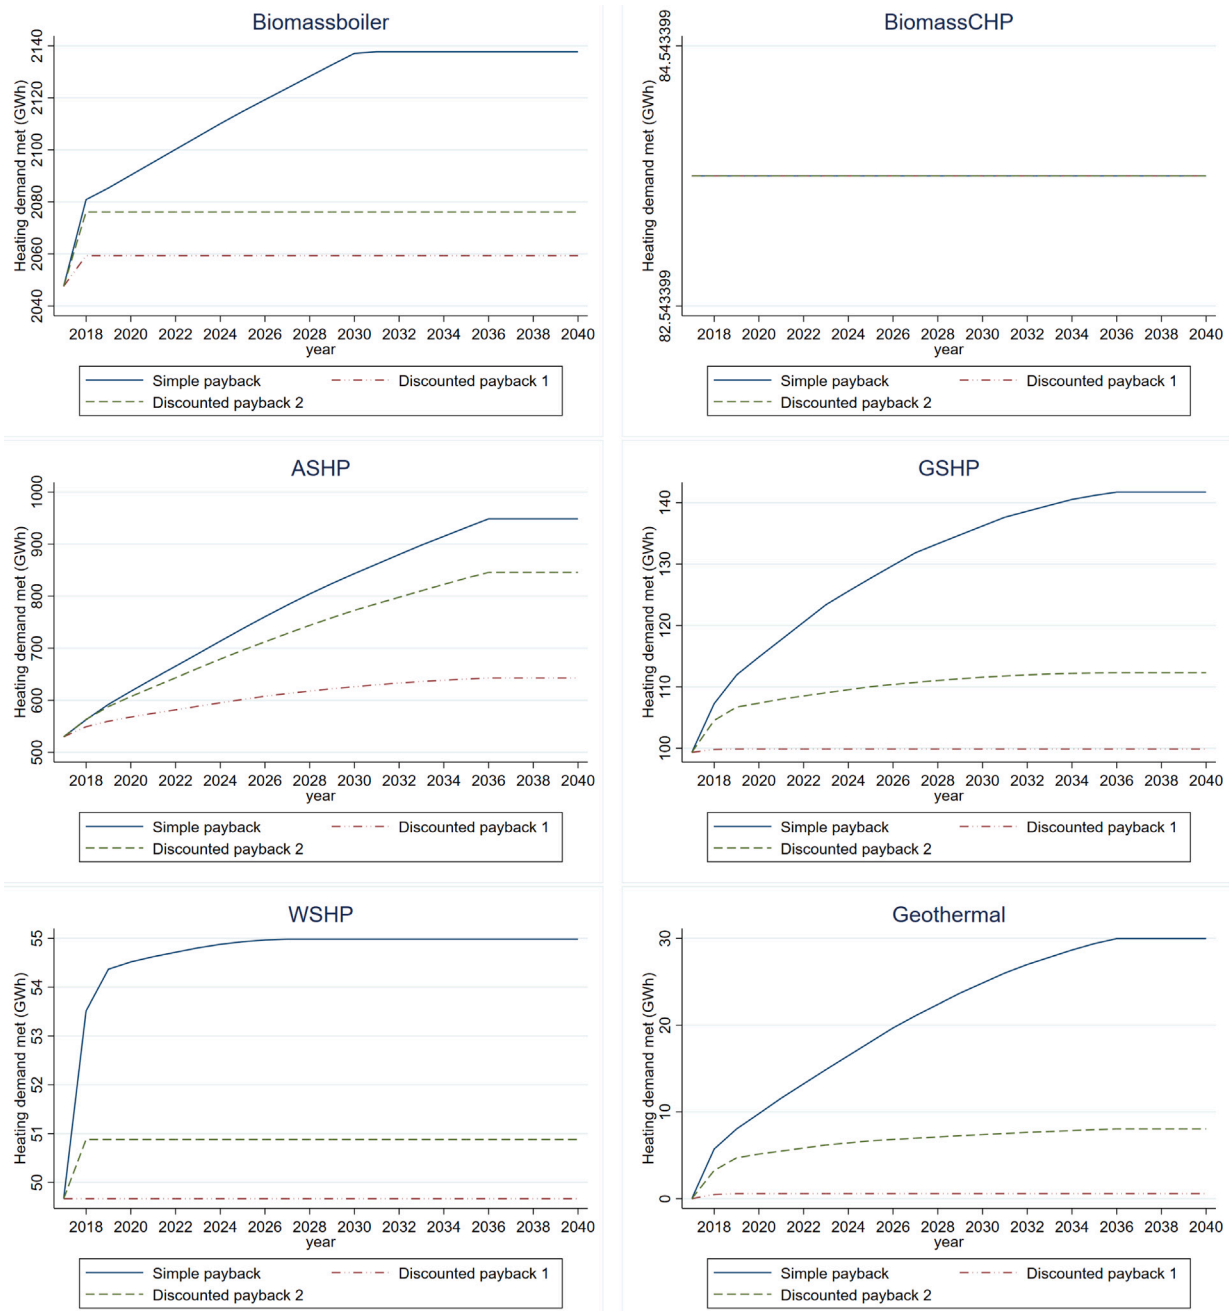 Biomassboiler
Heating demand met (GWh)
2140
2120
2100
2080
2060
2040
2018 2020 2022 2024 2026 2028 2030 2032 2034 2036 2038 2040
year
Simple payback
Discounted payback 1
Discounted payback 2
BiomassCHP
Heating demand met (GWh)
84.543399
82.543399
2018 2020 2022 2024 2026 2028 2030 2032 2034 2036 2038 2040
year
Simple payback
Discounted payback 1
Discounted payback 2
ASHP
Heating demand met (GWh)
1000
900
800
700
600
500
2018 2020 2022 2024 2026 2028 2030 2032 2034 2036 2038 2040
year
Simple payback
Discounted payback 1
Discounted payback 2
GSHP
Heating demand met (GWh)
140
130
120
110
100
2018 2020 2022 2024 2026 2028 2030 2032 2034 2036 2038 2040
year
Simple payback
Discounted payback 1
Discounted payback 2
WSHP
Heating demand met (GWh)
55
54
53
52
51
50
2018 2020 2022 2024 2026 2028 2030 2032 2034 2036 2038 2040
year
Simple payback
Discounted payback 1
Discounted payback 2
Geothermal
Heating demand met (GWh)
30
20
10
0
2018 2020 2022 2024 2026 2028 2030 2032 2034 2036 2038 2040
year
Simple payback
Discounted payback 1
Discounted payback 2